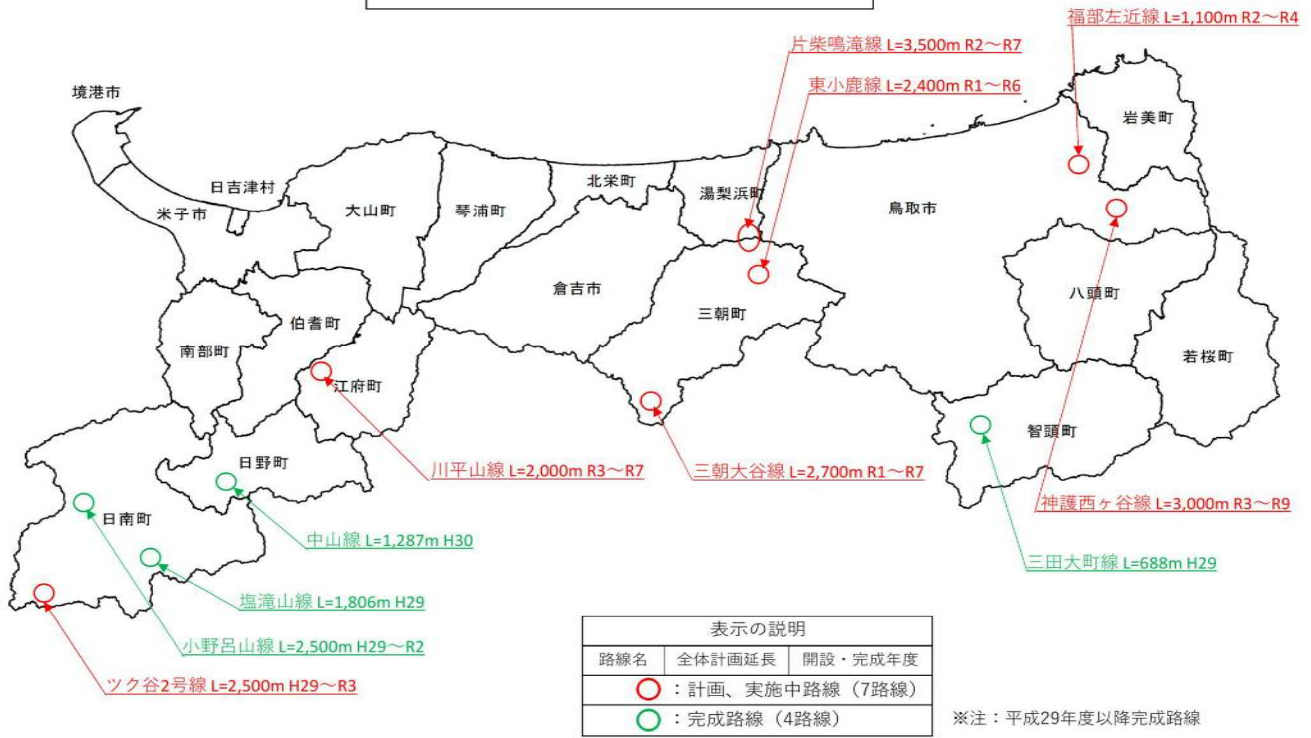 福部左近線 L=1,100m R2～R4
片柴鳴滝線 L=3,500m R2～R7
東小鹿線 L=2,400m R1～R6
境港市
岩美町
日吉津村
米子市
大山町
琴浦町
北栄町
湯梨浜町
鳥取市
倉吉市
三朝町
八頭町
伯耆町
南部町
江府町
若桜町
智頭町
日野町
日南町
川平山線 L=2,000m R3～R7
三朝大谷線 L=2,700m R1～R7
神護西ヶ谷線 L=3,000m R3～R9
中山線 L=1,287m H30
三田大町線 L=688m H29
塩滝山線 L=1,806m H29
小野呂山線 L=2,500m H29～R2
ツク谷2号線 L=2,500m H29～R3
表示の説明
路線名 全体計画延長 開設・完成年度
：計画、実施中路線（7路線）
：完成路線（4路線）
※注：平成29年度以降完成路線